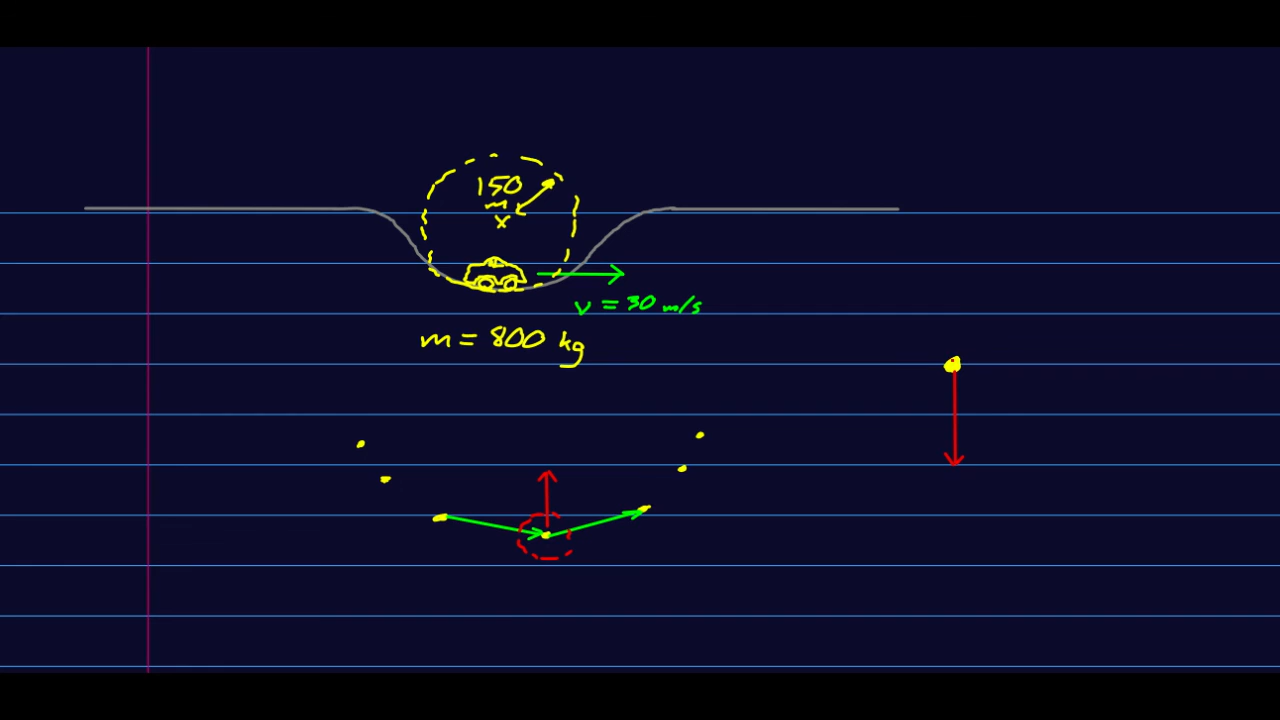 150
m
x
v = 30 m/s
m = 800 kg